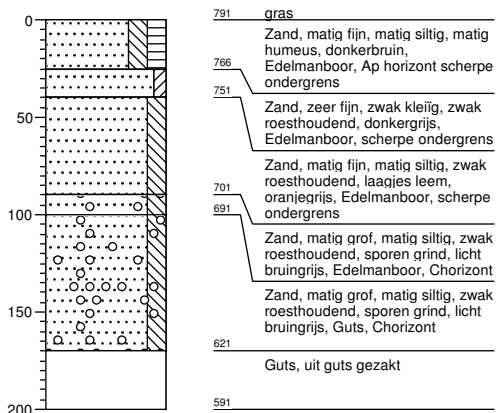 0
50
100
150
200
791
gras
Zand, matig fijn, matig siltig, matig
humeus, donkerbruin,
Edelmanboor, Ap horizont scherpe
ondergrens
766
751
Zand, zeer fijn, zwak kleiïg, zwak
roesthoudend, donkergrijs,
Edelmanboor, scherpe ondergrens
Zand, matig fijn, matig siltig, zwak
roesthoudend, laagjes leem,
oranjegrijs, Edelmanboor, scherpe
ondergrens
701
691
Zand, matig grof, matig siltig, zwak
roesthoudend, sporen grind, licht
bruingrijs, Edelmanboor, Chorizont
Zand, matig grof, matig siltig, zwak
roesthoudend, sporen grind, licht
bruingrijs, Guts, Chorizont
621
Guts, uit guts gezakt
591